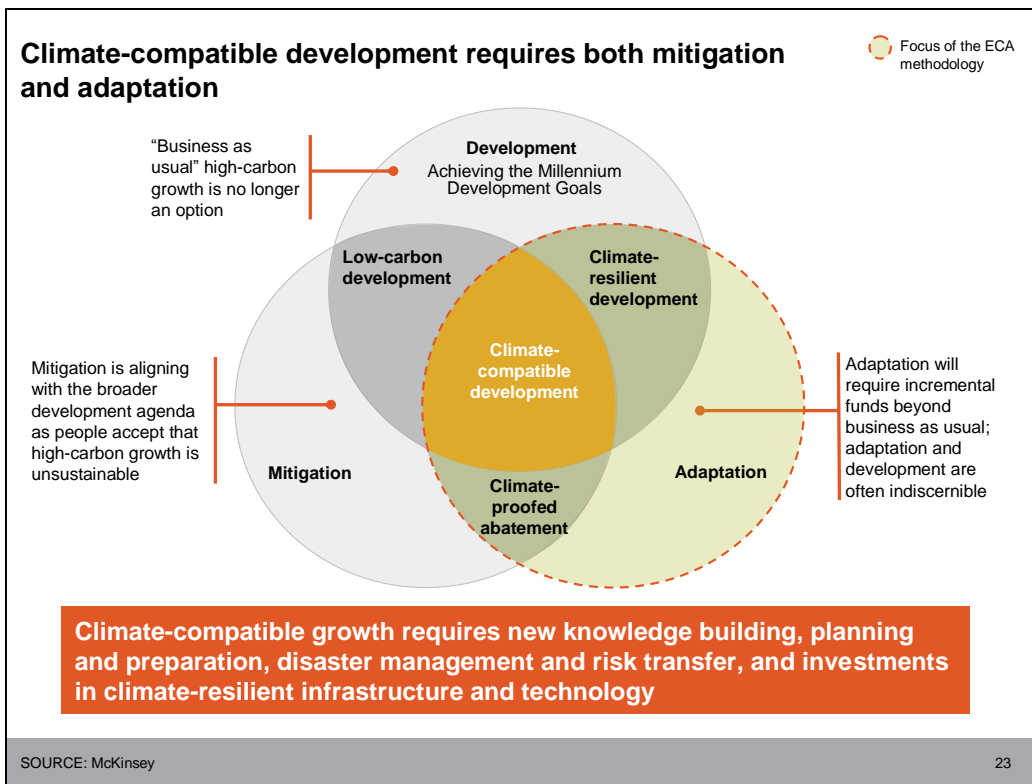 Climate-compatible development requires both mitigation
and adaptation
Focus of the ECA
methodology
“Business as
usual” high-carbon
growth is no longer
an option
Development
Achieving the Millennium
Development Goals
Low-carbon
development
Climate-
resilient
development
Climate-
compatible
development
Mitigation is aligning
with the broader
development agenda
as people accept that
high-carbon growth is
unsustainable
Mitigation
Climate-
proofed
abatement
Adaptation
Adaptation will
require incremental
funds beyond
business as usual;
adaptation and
development are
often indiscernible
Climate-compatible growth requires new knowledge building, planning
and preparation, disaster management and risk transfer, and investments
in climate-resilient infrastructure and technology
SOURCE: McKinsey
23